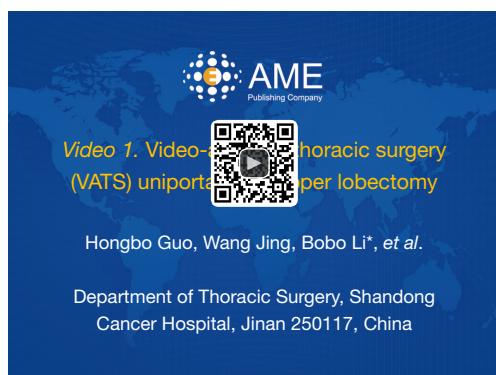 E AME
Publishing Company
Video 1. Video-a thoracic surgery
(VATS) uniporta per lobectomy
Hongbo Guo, Wang Jing, Bobo Li*, et al.
Department of Thoracic Surgery, Shandong
Cancer Hospital, Jinan 250117, China